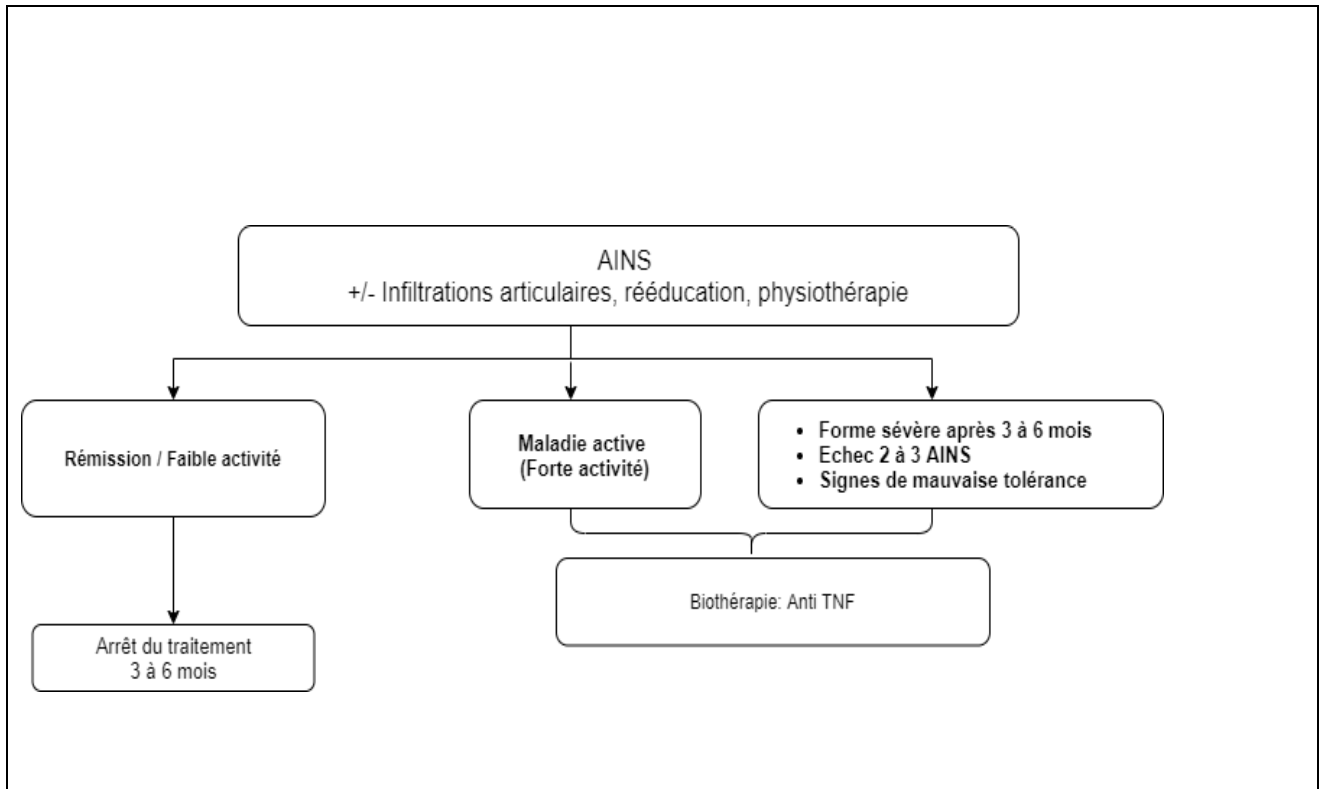 AINS
+/- Infiltrations articulaires, rééducation, physiothérapie
Rémission / Faible activité
Maladie active
(Forte activité)
• Forme sévère après 3 à 6 mois
• Echec 2 à 3 AINS
• Signes de mauvaise tolérance
Biothérapie: Anti TNF
Arrêt du traitement
3 à 6 mois